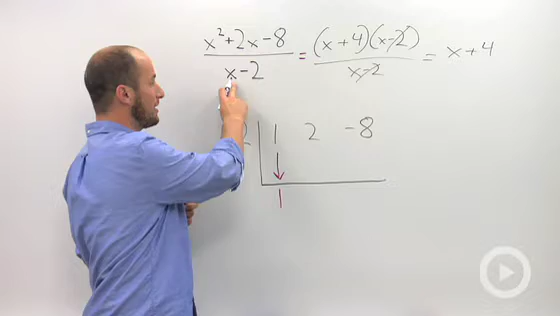 x²+2x-8 / x-2 = (x+4)(x-2) / x-2 = x+4
2 | 1 2 -8
1